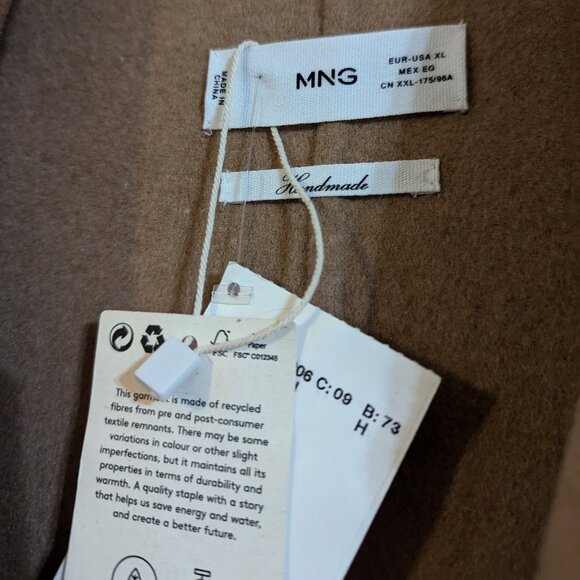 MADE IN
CHINA
MNG
EUR-USA XL
MEX EG
CN XXL-175/96A
Handmade
Paper
FSC FSC™ C012345
06 C: 09 B: 73
H
This garment is made of recycled
fibres from pre and post-consumer
textile remnants. There may be some
variations in colour or other slight
imperfections, but it maintains all its
properties in terms of durability and
warmth. A quality staple with a story
that helps us save energy and water,
and create a better future.